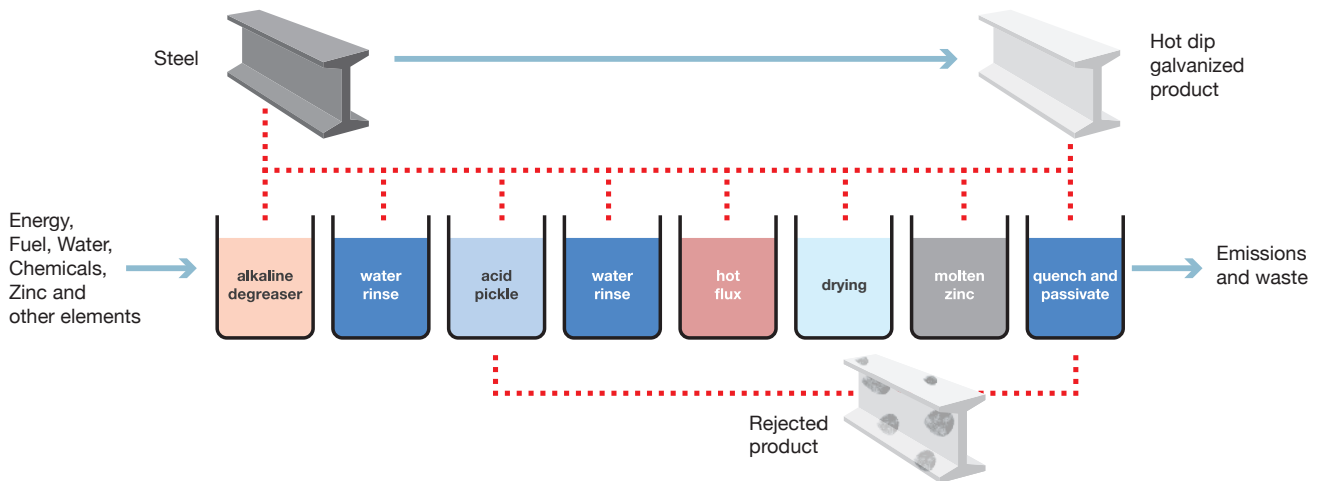 Steel
Hot dip
galvanized
product
Energy,
Fuel, Water,
Chemicals,
Zinc and
other elements
alkaline
degreaser
water
rinse
acid
pickle
water
rinse
hot
flux
drying
molten
zinc
quench and
passivate
Emissions
and waste
Rejected
product